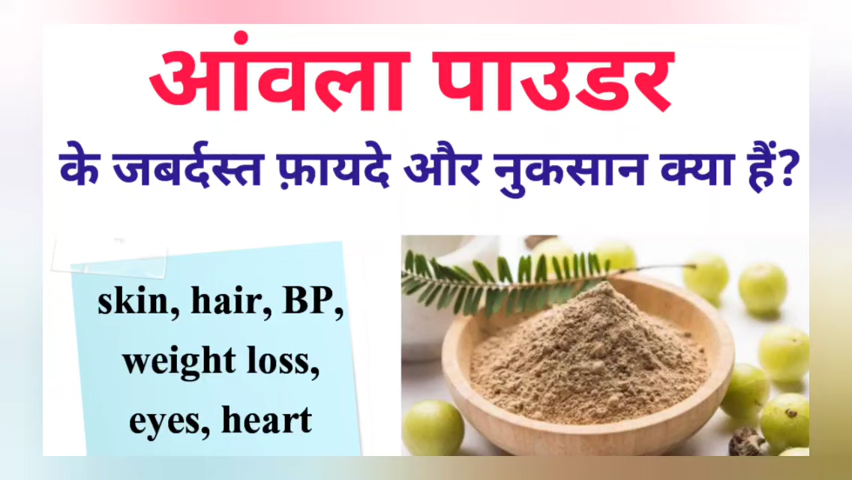 आंवला पाउडर
के जबर्दस्त फ़ायदे और नुकसान क्या हैं?
skin, hair, BP,
weight loss,
eyes, heart